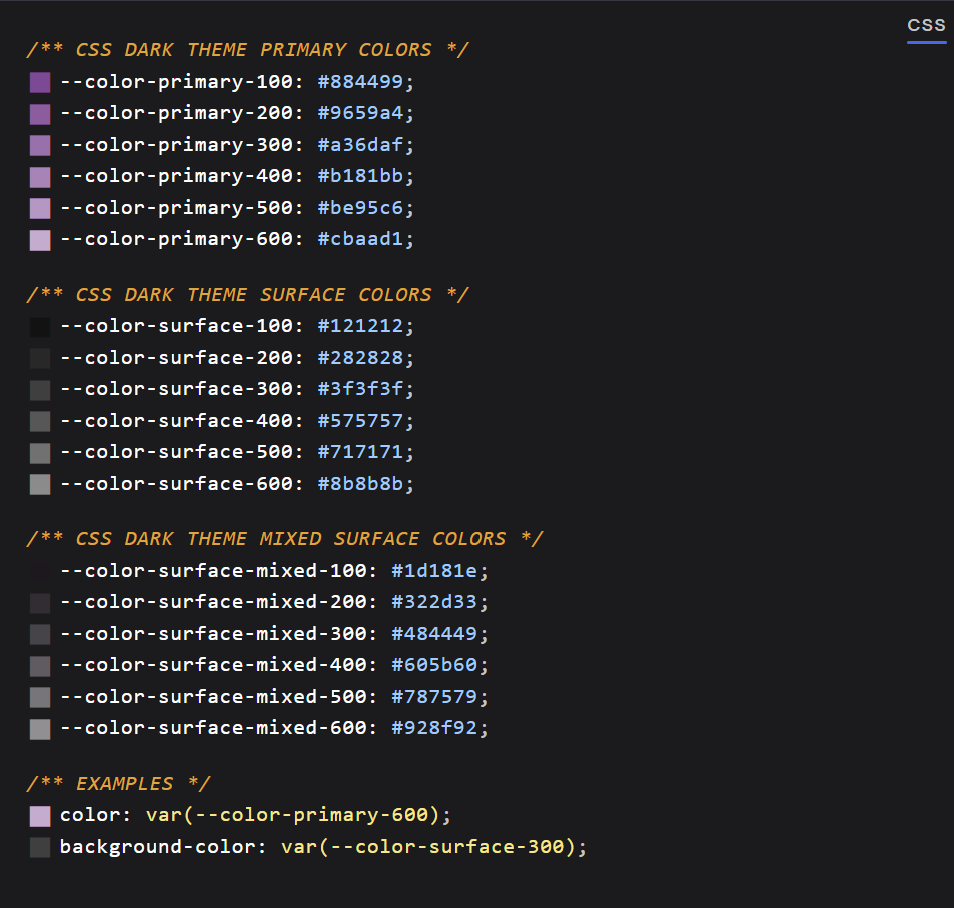 CSS
/** CSS DARK THEME PRIMARY COLORS */
--color-primary-100: #884499;
--color-primary-200: #9659a4;
--color-primary-300: #a36daf;
--color-primary-400: #b181bb;
--color-primary-500: #be95c6;
--color-primary-600: #cbaad1;
/** CSS DARK THEME SURFACE COLORS */
--color-surface-100: #121212;
--color-surface-200: #282828;
--color-surface-300: #3f3f3f;
--color-surface-400: #575757;
--color-surface-500: #717171;
--color-surface-600: #8b8b8b;
/** CSS DARK THEME MIXED SURFACE COLORS */
--color-surface-mixed-100: #1d181e;
--color-surface-mixed-200: #322d33;
--color-surface-mixed-300: #484449;
--color-surface-mixed-400: #605b60;
--color-surface-mixed-500: #787579;
--color-surface-mixed-600: #928f92;
/** EXAMPLES */
color: var(--color-primary-600);
background-color: var(--color-surface-300);